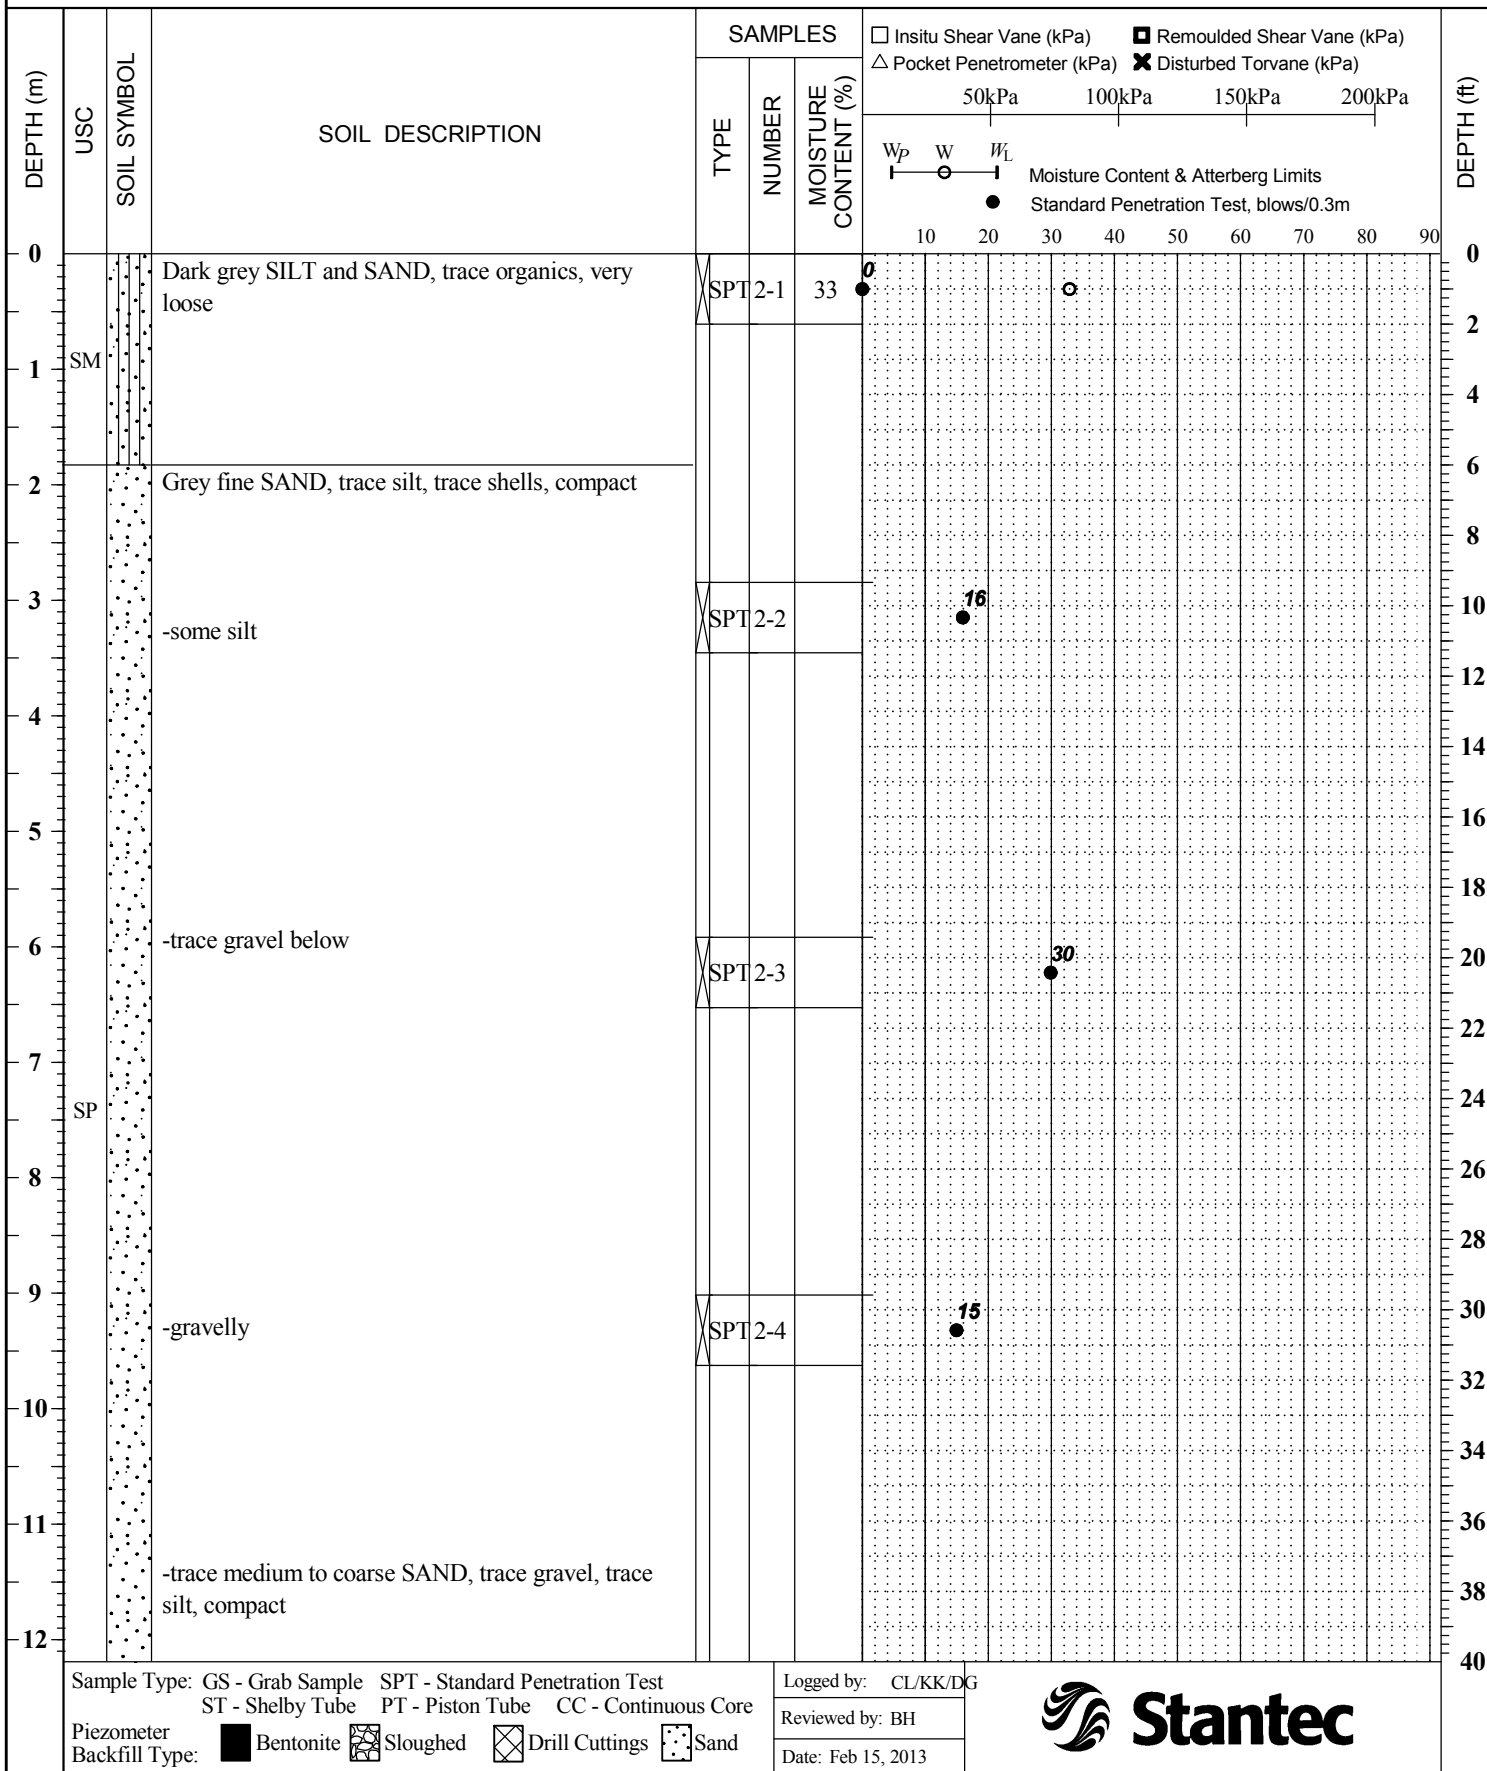 SAMPLES
Insitu Shear Vane (kPa) Remoulded Shear Vane (kPa)
Pocket Penetrometer (kPa) Disturbed Torvane (kPa)
50kPa 100kPa 150kPa 200kPa
DEPTH (m)
USC
SOIL SYMBOL
SOIL DESCRIPTION
TYPE
NUMBER
MOISTURE CONTENT (%)
DEPTH (ft)
WP W WL
Moisture Content & Atterberg Limits
Standard Penetration Test, blows/0.3m
10 20 30 40 50 60 70 80 90
0 0
Dark grey SILT and SAND, trace organics, very
loose
SPT 2-1 33 0
2
SM
1
4
6
Grey fine SAND, trace silt, trace shells, compact
2
8
3
16
10
-some silt
SPT 2-2
12
4
14
5
16
18
6
-trace gravel below
30
20
SPT 2-3
22
7
SP
24
8
26
28
9
15
30
-gravelly
SPT 2-4
32
10
34
11
36
-trace medium to coarse SAND, trace gravel, trace
silt, compact
38
12
40
Sample Type: GS - Grab Sample SPT - Standard Penetration Test
ST - Shelby Tube PT - Piston Tube CC - Continuous Core
Piezometer
Backfill Type:
Bentonite Sloughed Drill Cuttings Sand
Logged by: CL/KK/DG
Reviewed by: BH
Date: Feb 15, 2013
Stantec